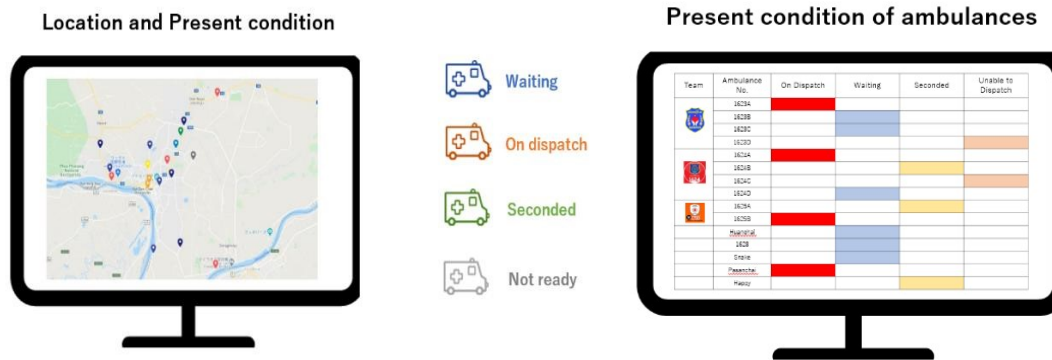 Location and Present condition
Present condition of ambulances
Waiting
On dispatch
Seconded
Not ready
Team Ambulance No. On Dispatch Waiting Seconded Unable to Dispatch
1623A
1623B
1623C
1623D
1624A
1624B
1624C
1624D
1625A
1625B
Huanchai
1628
Snake
Pasanchai
Happy